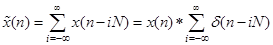 x̃(n) = ∑_{i=-∞}^{∞} x(n-iN) = x(n)* ∑_{i=-∞}^{∞} δ(n-iN)